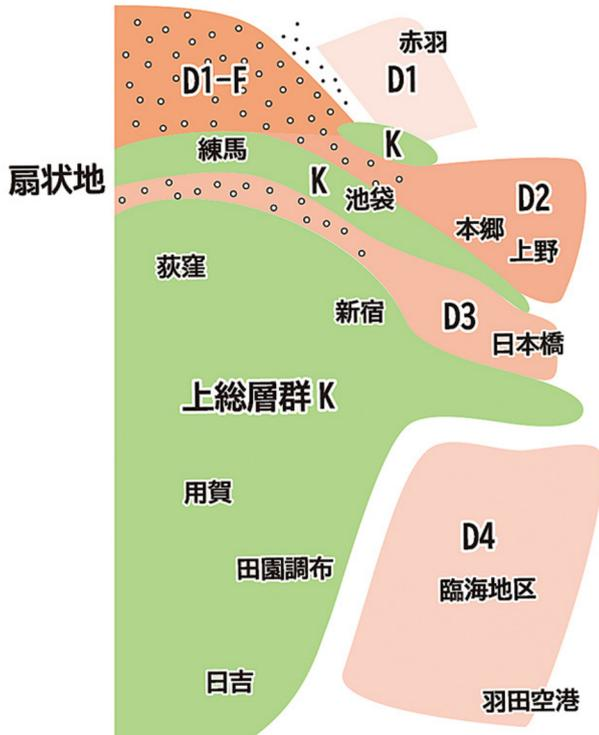 赤羽
D1
D1-F
K
練馬
扇状地
K
池袋
D2
本郷
上野
荻窪
新宿
D3
日本橋
上総層群 K
用賀
D4
田園調布
臨海地区
日吉
羽田空港